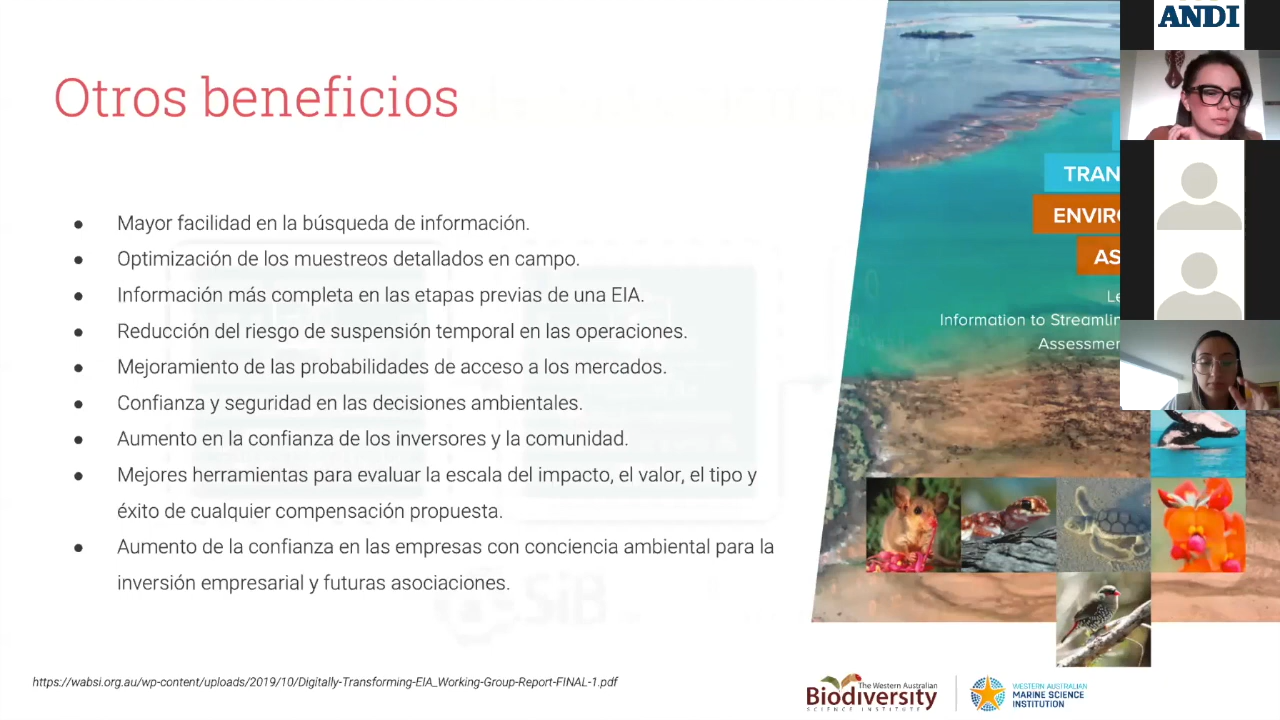 ANDI
Otros beneficios
TRAN
ENVIRO
AS
Le
Information to Streamlin
Assessmen
● Mayor facilidad en la búsqueda de información.
● Optimización de los muestreos detallados en campo.
● Información más completa en las etapas previas de una EIA.
● Reducción del riesgo de suspensión temporal en las operaciones.
● Mejoramiento de las probabilidades de acceso a los mercados.
● Confianza y seguridad en las decisiones ambientales.
● Aumento en la confianza de los inversores y la comunidad.
● Mejores herramientas para evaluar la escala del impacto, el valor, el tipo y
éxito de cualquier compensación propuesta.
● Aumento de la confianza en las empresas con conciencia ambiental para la
inversión empresarial y futuras asociaciones.
SiB
https://wabsi.org.au/wp-content/uploads/2019/10/Digitally-Transforming-EIA_Working-Group-Report-FINAL-1.pdf
The Western Australian
Biodiversity
SCIENCE INSTITUTE
WESTERN AUSTRALIAN
MARINE SCIENCE
INSTITUTION